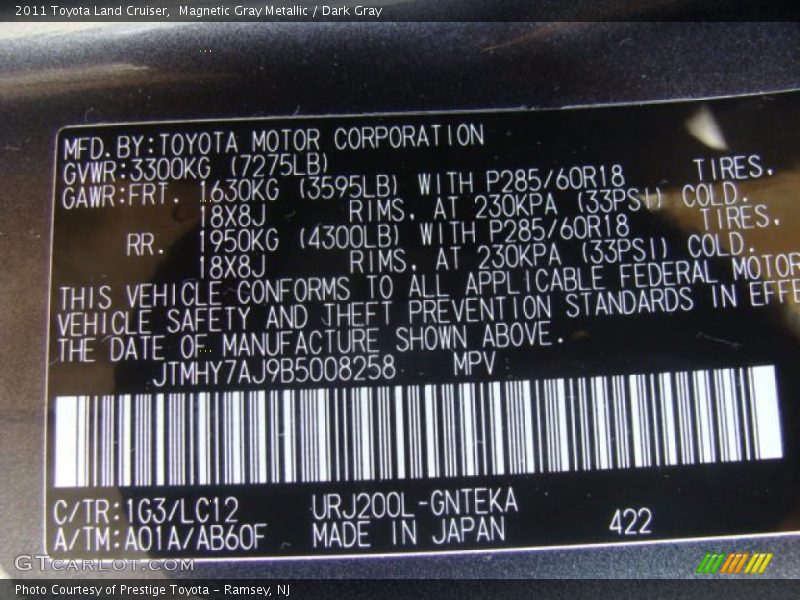 2011 Toyota Land Cruiser, Magnetic Gray Metallic / Dark Gray
MFD. BY:TOYOTA MOTOR CORPORATION
GVWR:3300KG (7275LB)
GAWR:FRT. 1630KG (3595LB) WITH P285/60R18 TIRES,
18X8J RIMS, AT 230KPA (33PSI) COLD.
RR. 1950KG (4300LB) WITH P285/60R18 TIRES,
18X8J RIMS, AT 230KPA (33PSI) COLD.
THIS VEHICLE CONFORMS TO ALL APPLICABLE FEDERAL MOTOR
VEHICLE SAFETY AND THEFT PREVENTION STANDARDS IN EFFE
THE DATE OF MANUFACTURE SHOWN ABOVE.
JTMHY7AJ9B5008258 MPV
C/TR:1G3/LC12 URJ200L-GNTEKA
A/TM:A01A/AB60F MADE IN JAPAN 422
GTCARLOT.COM
Photo Courtesy of Prestige Toyota - Ramsey, NJ